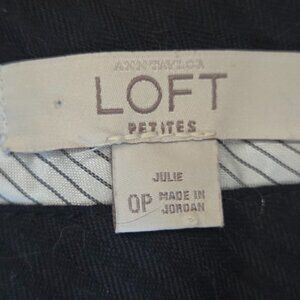 ANN TAYLOR
LOFT
PETITES
JULIE
0P MADE IN
JORDAN